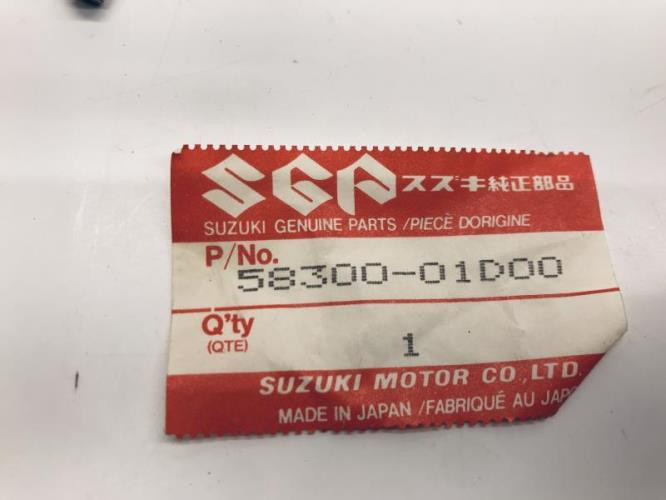 SGP スズキ純正部品
SUZUKI GENUINE PARTS /PIECE DORIGINE
P/No.
58300-01D00
Q'ty
(QTE)
1
SUZUKI MOTOR CO.,LTD.
MADE IN JAPAN /FABRIQUÉ AU JAPO